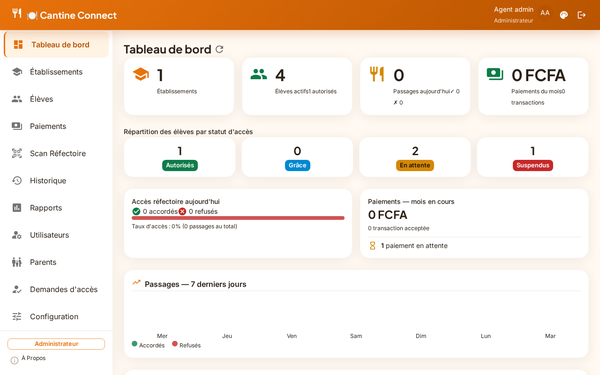 🍽️ Cantine Connect
Agent admin
Administrateur
AA
Tableau de bord
Établissements
Élèves
Paiements
Scan Réfectoire
Historique
Rapports
Utilisateurs
Parents
Demandes d'accès
Configuration
Administrateur
À Propos
Tableau de bord
1
Établissements
4
Élèves actifs1 autorisés
0
Passages aujourd'hui✓ 0
✗ 0
0 FCFA
Paiements du mois0
transactions
Répartition des élèves par statut d'accès
1
Autorisés
0
Grâce
2
En attente
1
Suspendus
Accès réfectoire aujourd'hui
0 accordés 0 refusés
Taux d'accès : 0% (0 passages au total)
Paiements — mois en cours
0 FCFA
0 transaction acceptée
1 paiement en attente
Passages — 7 derniers jours
Mer Jeu Ven Sam Dim Lun Mar
Accordés Refusés